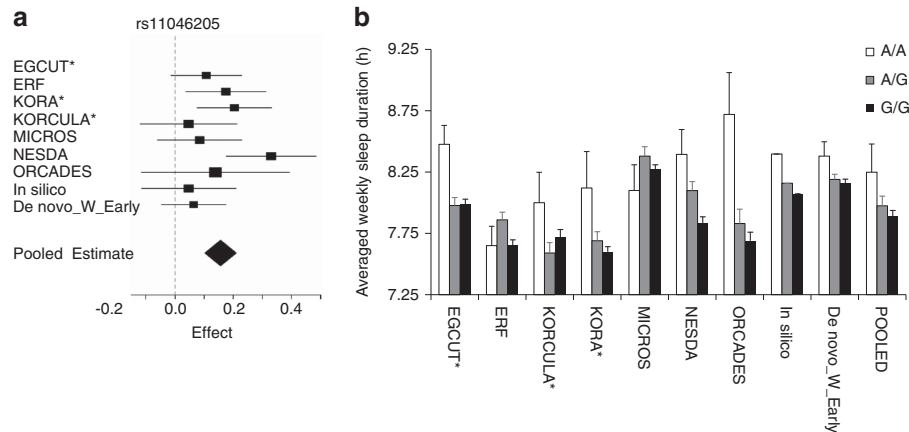 a
rs11046205
EGCUT*
ERF
KORA*
KORCULA*
MICROS
NESDA
ORCADES
In silico
De novo_W_Early
Pooled Estimate
-0.2 0.0 0.2 0.4
Effect
b
Averaged weekly sleep duration (h)
9.25
8.75
8.25
7.75
7.25
A/A
A/G
G/G
EGCUT*
ERF
KORCULA*
KORA*
MICROS
NESDA
ORCADES
In silico
De novo_W_Early
POOLED